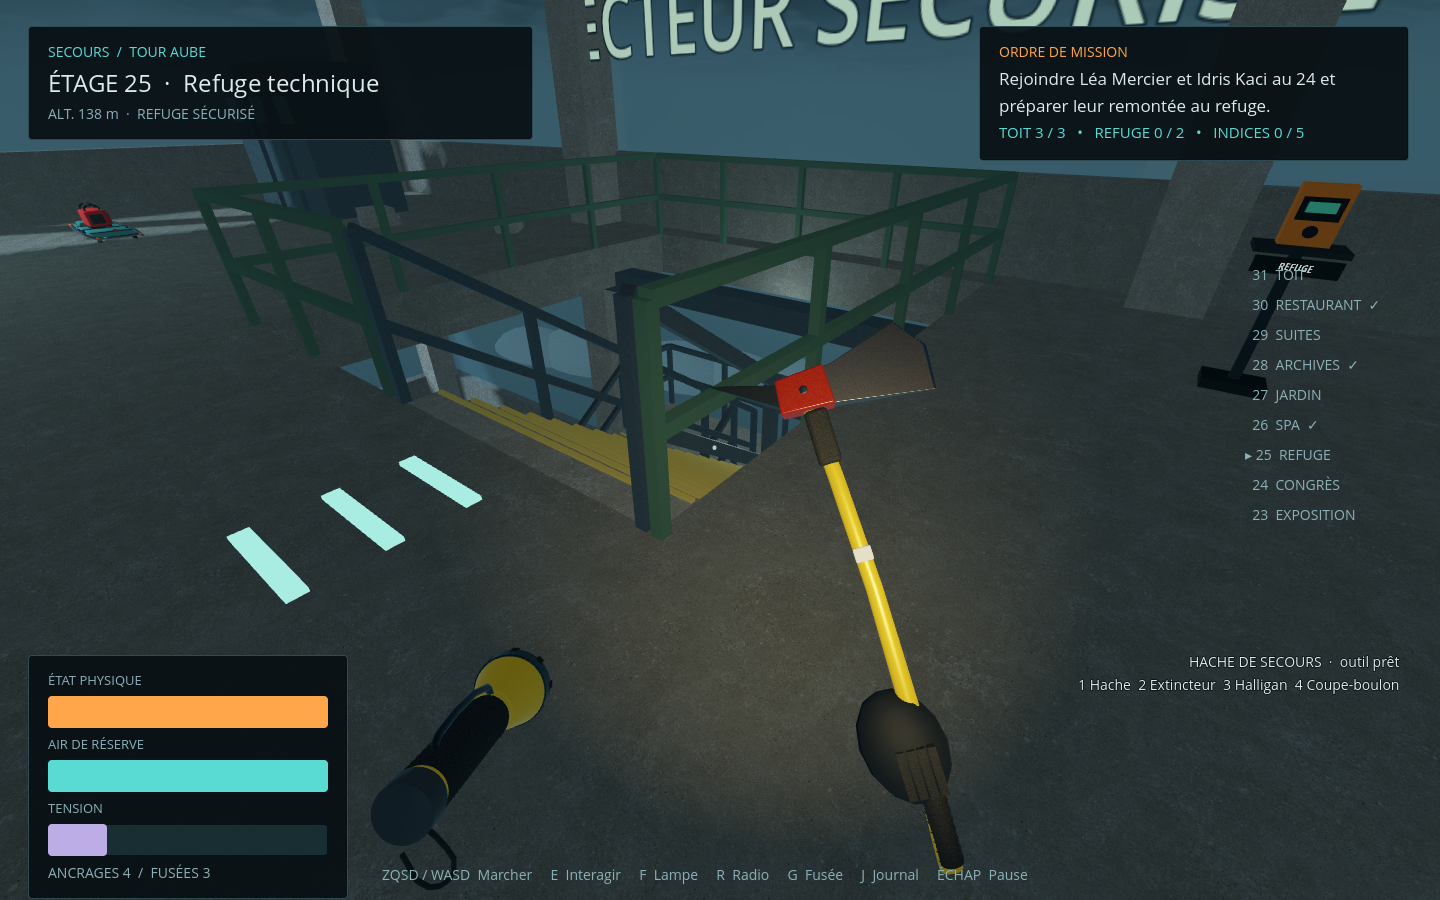 CTEUR SÉCURISÉ
SECOURS / TOUR AUBE
ÉTAGE 25 · Refuge technique
ALT. 138 m · REFUGE SÉCURISÉ
ORDRE DE MISSION
Rejoindre Léa Mercier et Idris Kaci au 24 et
préparer leur remontée au refuge.
TOIT 3 / 3 • REFUGE 0 / 2 • INDICES 0 / 5
REFUGE
31 TOIT
30 RESTAURANT ✓
29 SUITES
28 ARCHIVES ✓
27 JARDIN
26 SPA ✓
▸ 25 REFUGE
24 CONGRÈS
23 EXPOSITION
HACHE DE SECOURS · outil prêt
1 Hache 2 Extincteur 3 Halligan 4 Coupe-boulon
ÉTAT PHYSIQUE
AIR DE RÉSERVE
TENSION
ANCRAGES 4 / FUSÉES 3
ZQSD / WASD Marcher E Interagir F Lampe R Radio G Fusée J Journal ÉCHAP Pause